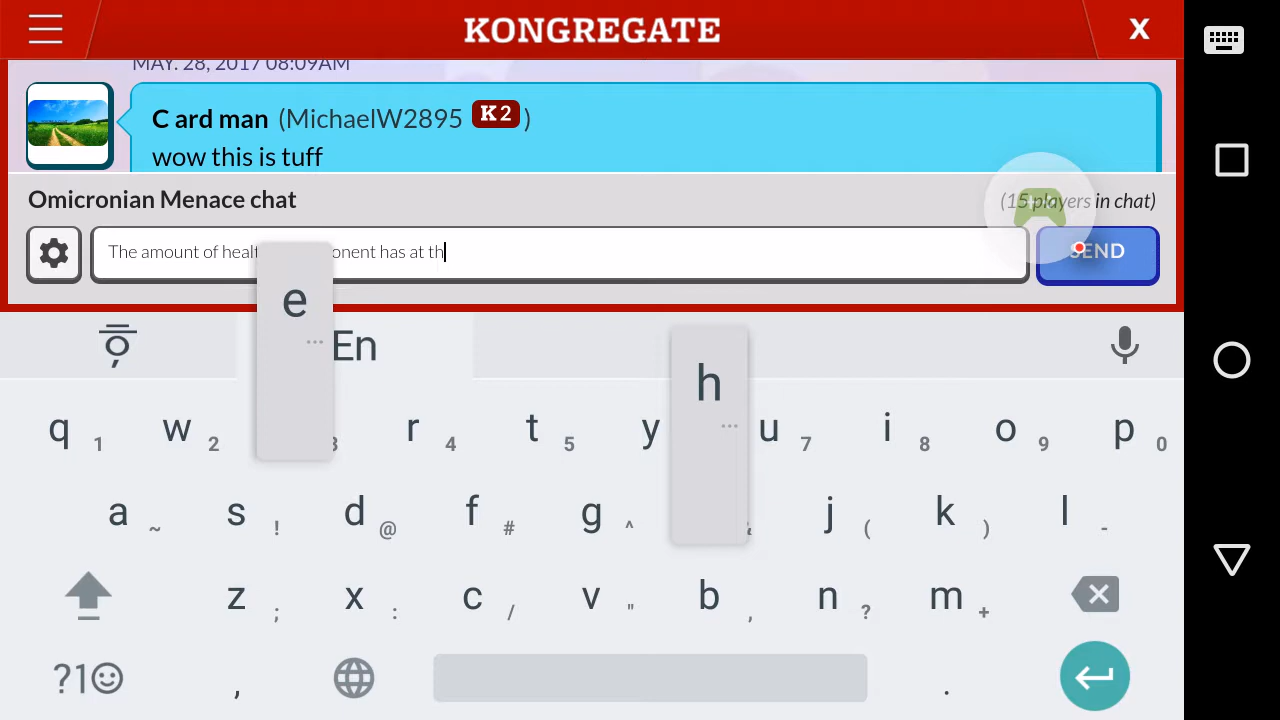 KONGREGATE
X
MAY. 28, 2017 08:09AM
C ard man (MichaelW2895 K2)
wow this is tuff
Omicronian Menace chat
(15 players in chat)
The amount of healt onent has at th
SEND
e
...
h
...
ਓ En
q 1 w 2 3 r 4 t 5 y u 7 i 8 o 9 p 0
a ~ s ! d @ f # g ^ & j ( k ) l -
z ; x : c / v " b , n ? m +
?1☺ , .